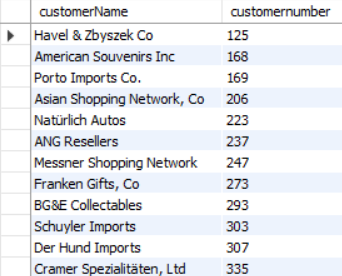 customerName customernumber
Havel & Zbyszek Co 125
American Souvenirs Inc 168
Porto Imports Co. 169
Asian Shopping Network, Co 206
Natürlich Autos 223
ANG Resellers 237
Messner Shopping Network 247
Franken Gifts, Co 273
BG&E Collectables 293
Schuyler Imports 303
Der Hund Imports 307
Cramer Spezialitäten, Ltd 335